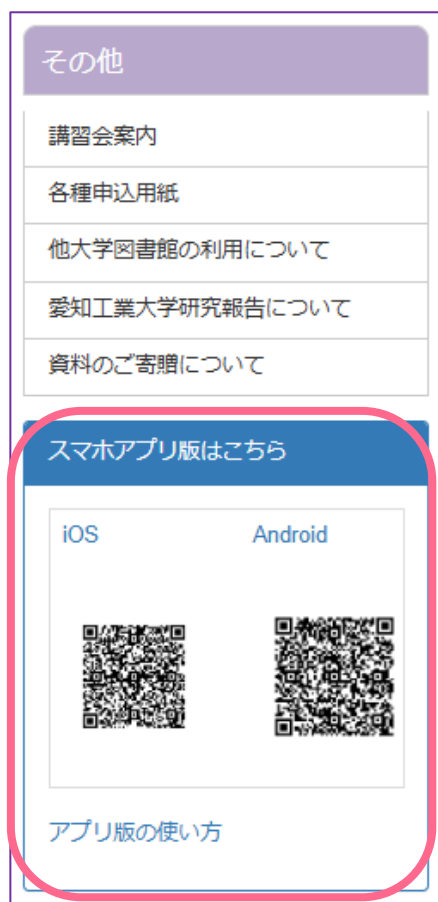 その他
講習会案内
各種申込用紙
他大学図書館の利用について
愛知工業大学研究報告について
資料のご寄贈について
スマホアプリ版はこちら
iOS
Android
アプリ版の使い方